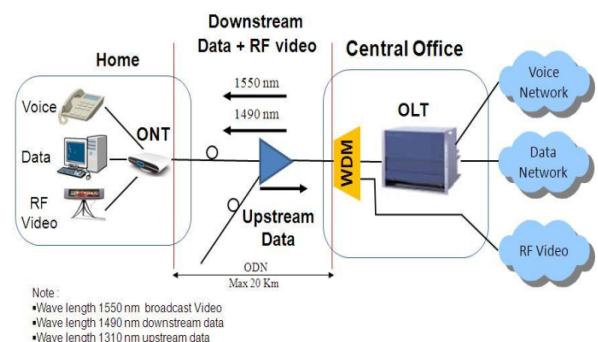 Downstream
Data + RF video
Home
Central Office
1550 nm
1490 nm
Voice
ONT
Data
RF
Video
Upstream
Data
WDM
OLT
Voice
Network
Data
Network
RF Video
ODN
Max 20 Km
Note :
▪Wave length 1550 nm broadcast Video
▪Wave length 1490 nm downstream data
▪Wave length 1310 nm upstream data